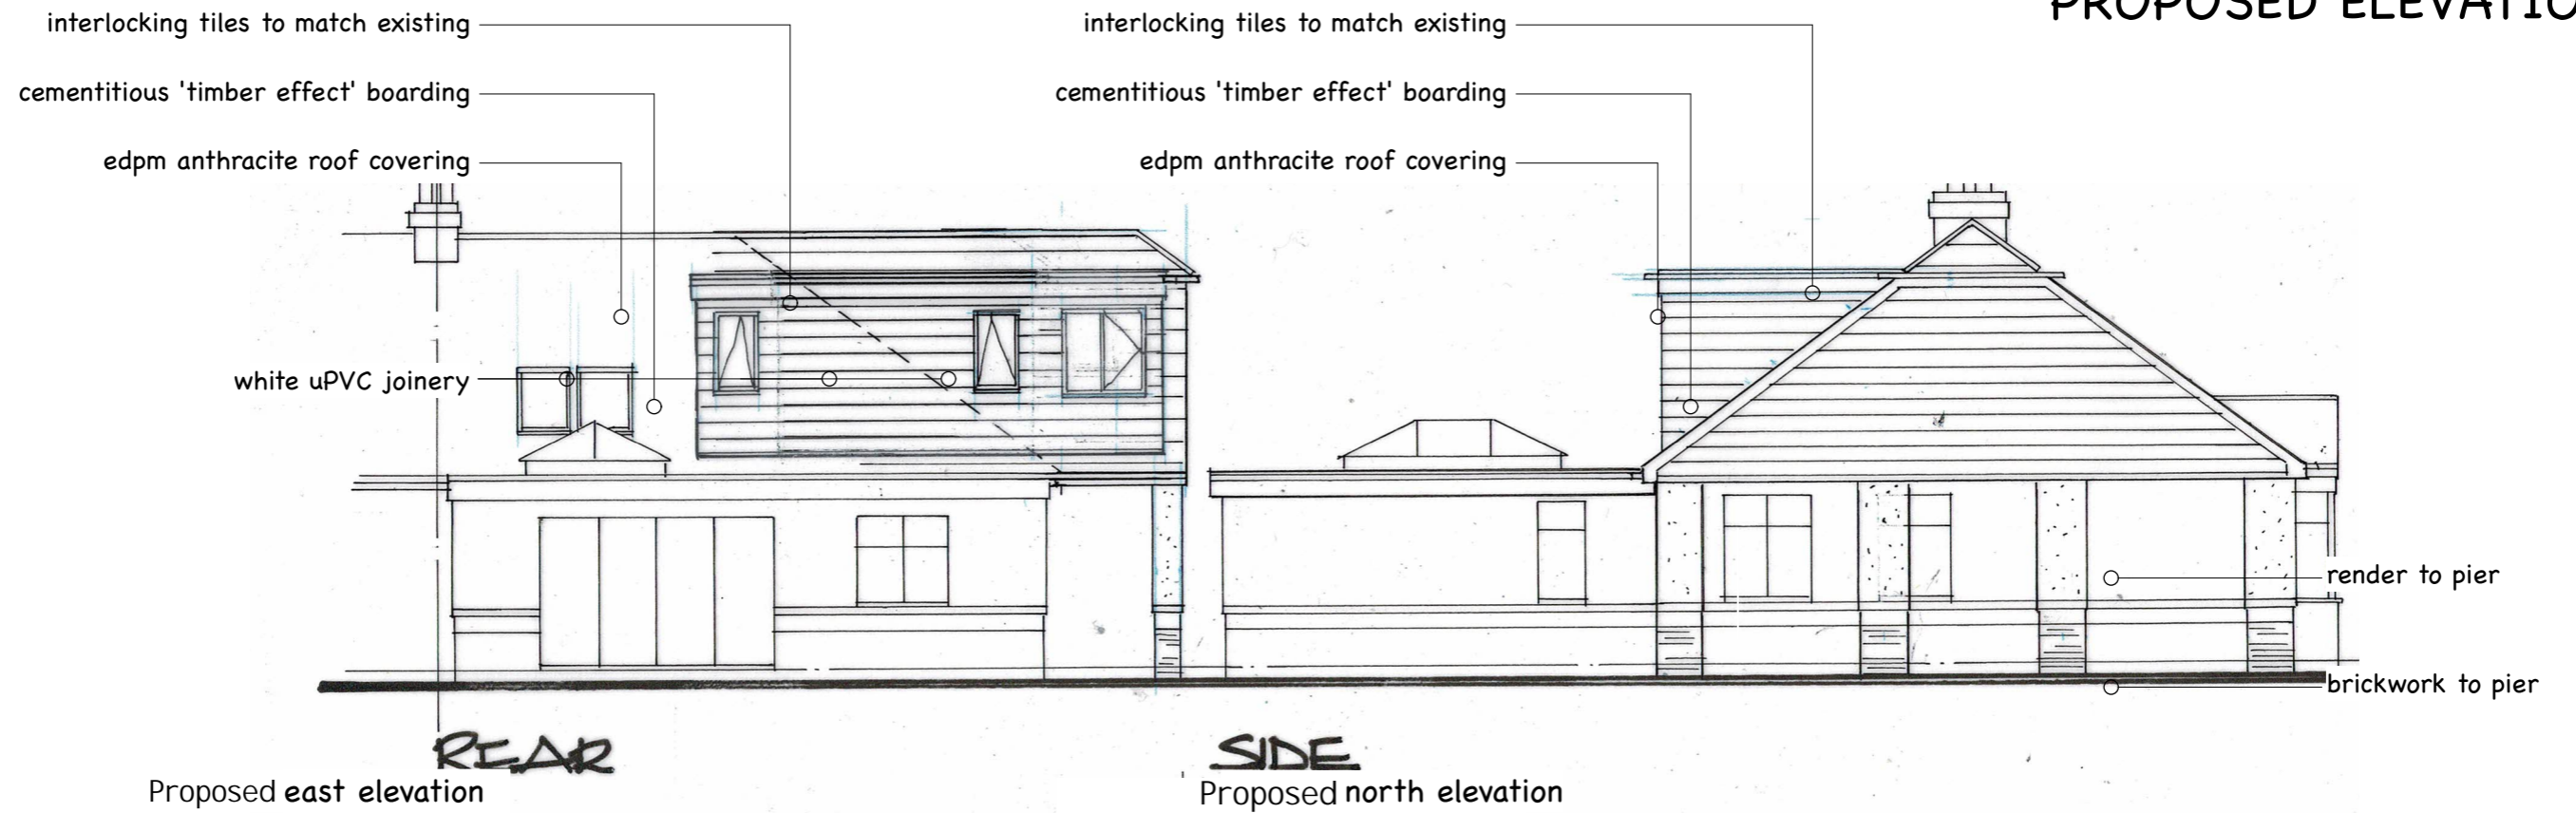 PROPOSED ELEVATIO
interlocking tiles to match existing
cementitious 'timber effect' boarding
edpm anthracite roof covering
white uPVC joinery
interlocking tiles to match existing
cementitious 'timber effect' boarding
edpm anthracite roof covering
render to pier
brickwork to pier
REAR
Proposed east elevation
SIDE
Proposed north elevation